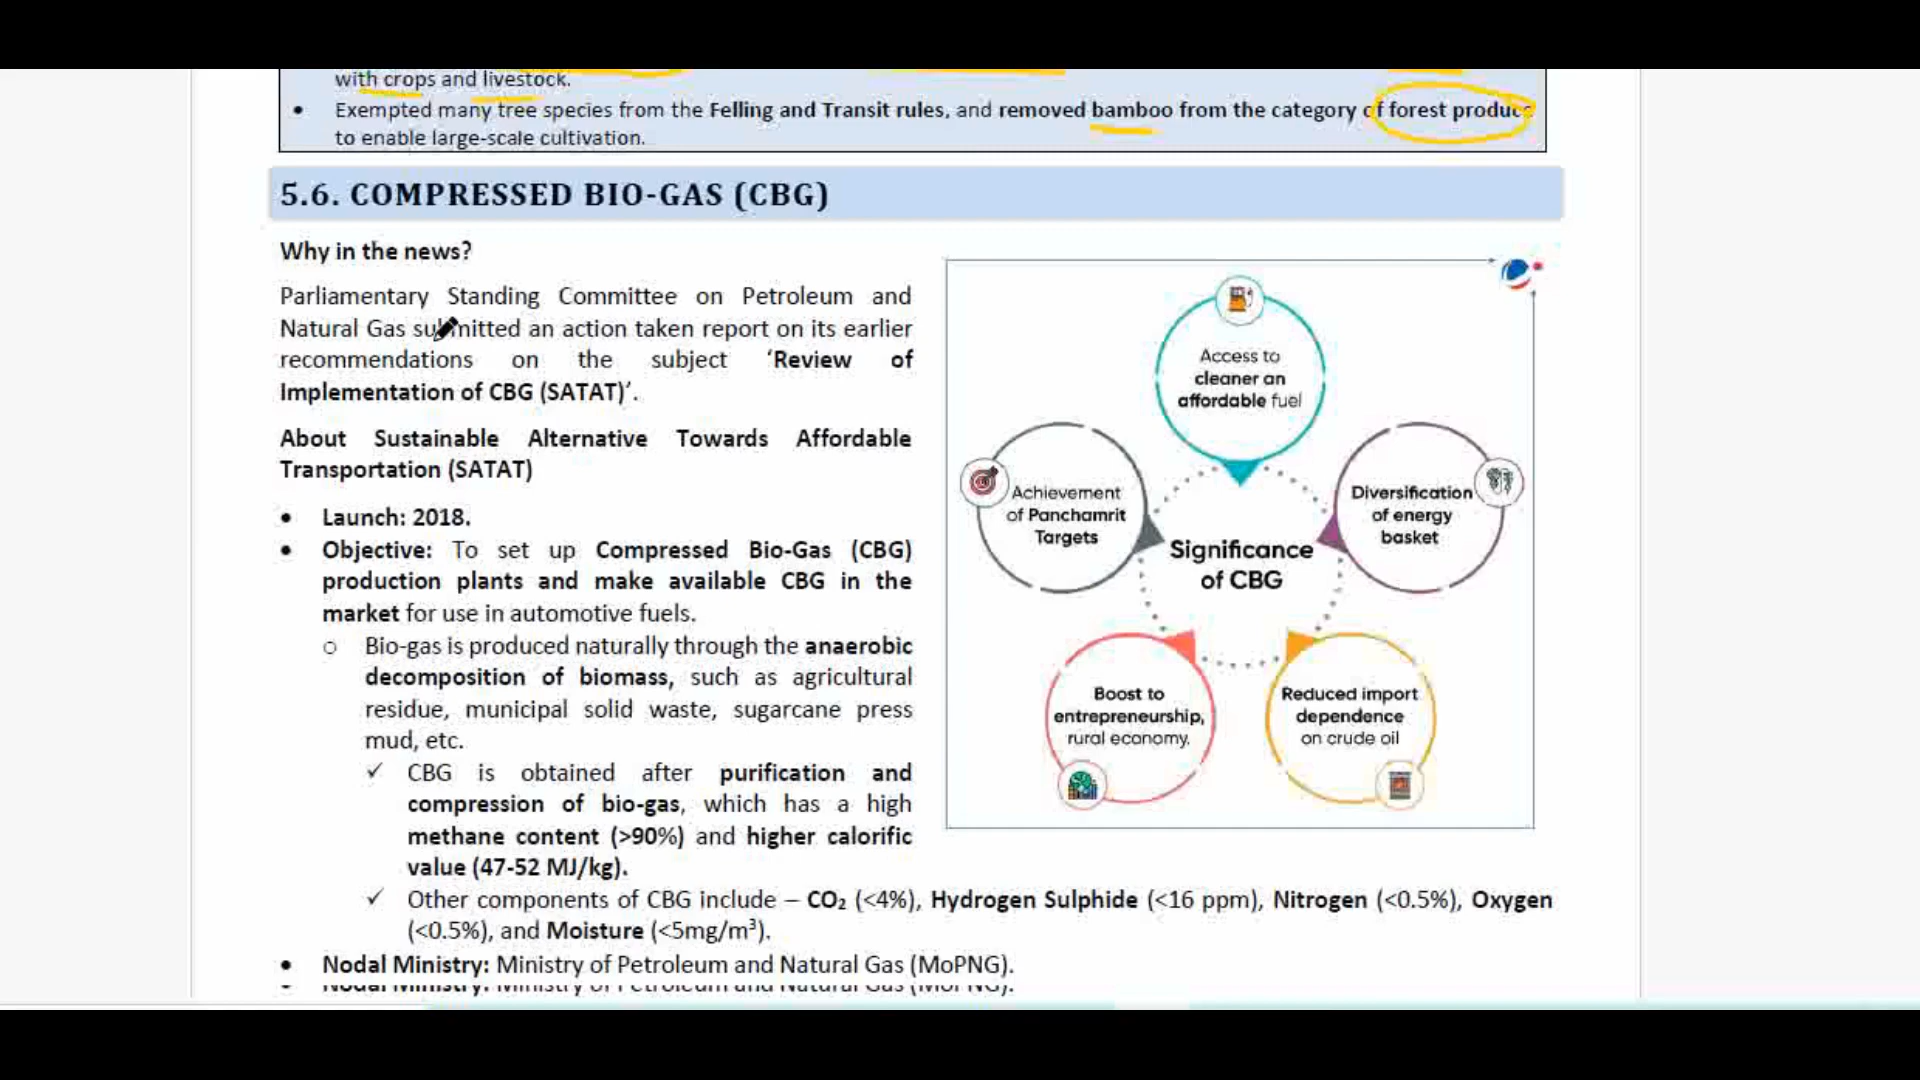 with crops and livestock.
• Exempted many tree species from the Felling and Transit rules, and removed bamboo from the category of forest produce
to enable large-scale cultivation.
5.6. COMPRESSED BIO-GAS (CBG)
Why in the news?
Parliamentary Standing Committee on Petroleum and
Natural Gas submitted an action taken report on its earlier
recommendations on the subject ‘Review of
Implementation of CBG (SATAT)’.
About Sustainable Alternative Towards Affordable
Transportation (SATAT)
• Launch: 2018.
• Objective: To set up Compressed Bio-Gas (CBG)
production plants and make available CBG in the
market for use in automotive fuels.
o Bio-gas is produced naturally through the anaerobic
decomposition of biomass, such as agricultural
residue, municipal solid waste, sugarcane press
mud, etc.
✓ CBG is obtained after purification and
compression of bio-gas, which has a high
methane content (>90%) and higher calorific
value (47-52 MJ/kg).
✓ Other components of CBG include – CO₂ (<4%), Hydrogen Sulphide (<16 ppm), Nitrogen (<0.5%), Oxygen
(<0.5%), and Moisture (<5mg/m³).
• Nodal Ministry: Ministry of Petroleum and Natural Gas (MoPNG).
Access to
cleaner an
affordable fuel
Achievement
of Panchamrit
Targets
Diversification
of energy
basket
Significance
of CBG
Boost to
entrepreneurship,
rural economy.
Reduced import
dependence
on crude oil